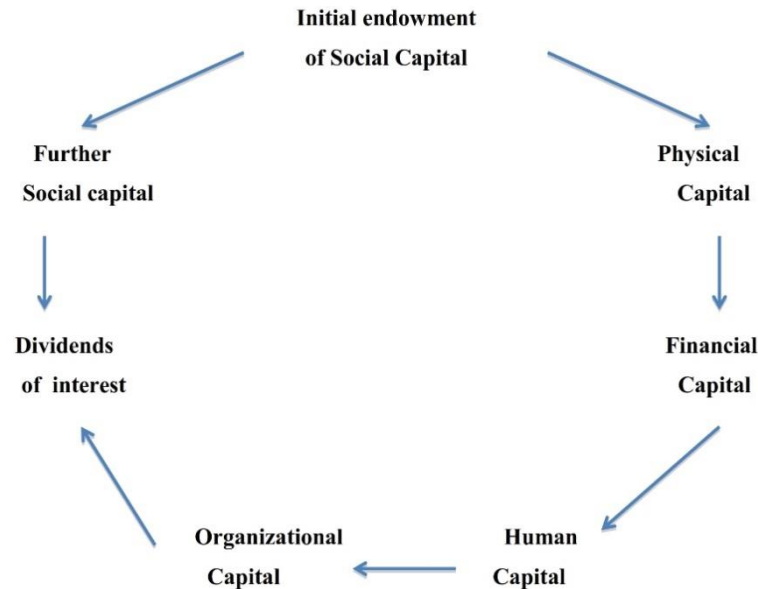 Initial endowment
of Social Capital
Further
Social capital
Physical
Capital
Dividends
of interest
Financial
Capital
Organizational
Capital
Human
Capital